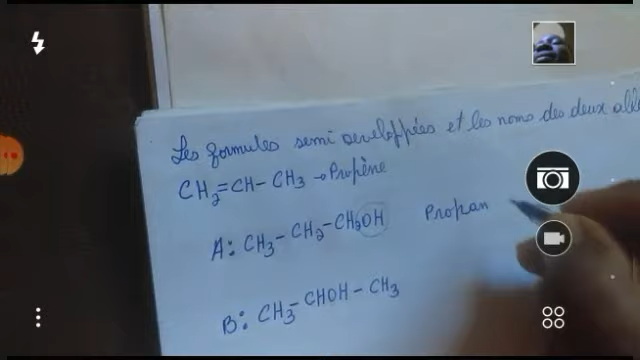 Les formules semi developpées et les noms des deux
CH₂=CH-CH₃ → Propène
A: CH₃-CH₂-CH₂OH Propan
B: CH₃-CHOH-CH₃